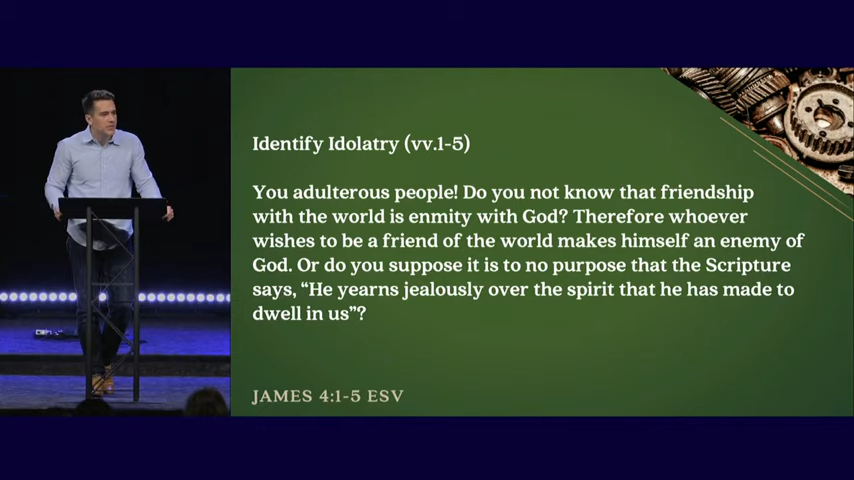 Identify Idolatry (vv.1-5)
You adulterous people! Do you not know that friendship
with the world is enmity with God? Therefore whoever
wishes to be a friend of the world makes himself an enemy of
God. Or do you suppose it is to no purpose that the Scripture
says, “He yearns jealously over the spirit that he has made to
dwell in us”?
JAMES 4:1-5 ESV